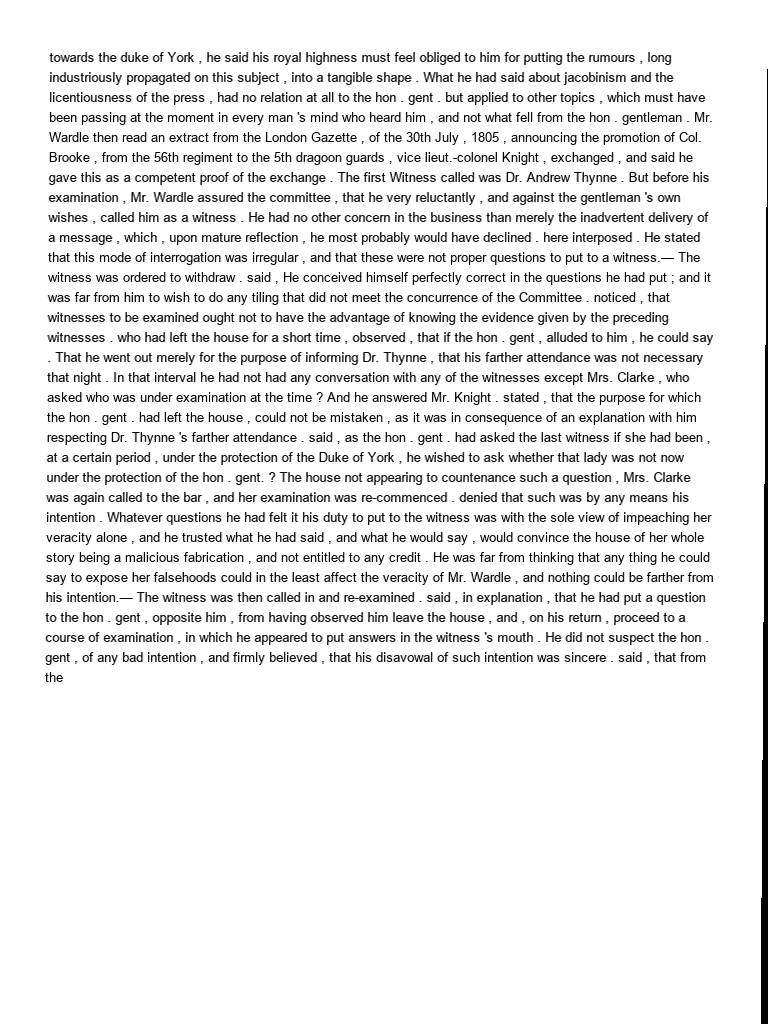 towards the duke of York , he said his royal highness must feel obliged to him for putting the rumours , long
industriously propagated on this subject , into a tangible shape . What he had said about jacobinism and the
licentiousness of the press , had no relation at all to the hon . gent . but applied to other topics , which must have
been passing at the moment in every man 's mind who heard him , and not what fell from the hon . gentleman . Mr.
Wardle then read an extract from the London Gazette , of the 30th July , 1805 , announcing the promotion of Col.
Brooke , from the 56th regiment to the 5th dragoon guards , vice lieut.-colonel Knight , exchanged , and said he
gave this as a competent proof of the exchange . The first Witness called was Dr. Andrew Thynne . But before his
examination , Mr. Wardle assured the committee , that he very reluctantly , and against the gentleman 's own
wishes , called him as a witness . He had no other concern in the business than merely the inadvertent delivery of
a message , which , upon mature reflection , he most probably would have declined . here interposed . He stated
that this mode of interrogation was irregular , and that these were not proper questions to put to a witness.— The
witness was ordered to withdraw . said , He conceived himself perfectly correct in the questions he had put ; and it
was far from him to wish to do any tiling that did not meet the concurrence of the Committee . noticed , that
witnesses to be examined ought not to have the advantage of knowing the evidence given by the preceding
witnesses . who had left the house for a short time , observed , that if the hon . gent , alluded to him , he could say
. That he went out merely for the purpose of informing Dr. Thynne , that his farther attendance was not necessary
that night . In that interval he had not had any conversation with any of the witnesses except Mrs. Clarke , who
asked who was under examination at the time ? And he answered Mr. Knight . stated , that the purpose for which
the hon . gent . had left the house , could not be mistaken , as it was in consequence of an explanation with him
respecting Dr. Thynne 's farther attendance . said , as the hon . gent . had asked the last witness if she had been ,
at a certain period , under the protection of the Duke of York , he wished to ask whether that lady was not now
under the protection of the hon . gent. ? The house not appearing to countenance such a question , Mrs. Clarke
was again called to the bar , and her examination was re-commenced . denied that such was by any means his
intention . Whatever questions he had felt it his duty to put to the witness was with the sole view of impeaching her
veracity alone , and he trusted what he had said , and what he would say , would convince the house of her whole
story being a malicious fabrication , and not entitled to any credit . He was far from thinking that any thing he could
say to expose her falsehoods could in the least affect the veracity of Mr. Wardle , and nothing could be farther from
his intention.— The witness was then called in and re-examined . said , in explanation , that he had put a question
to the hon . gent , opposite him , from having observed him leave the house , and , on his return , proceed to a
course of examination , in which he appeared to put answers in the witness 's mouth . He did not suspect the hon .
gent , of any bad intention , and firmly believed , that his disavowal of such intention was sincere . said , that from
the